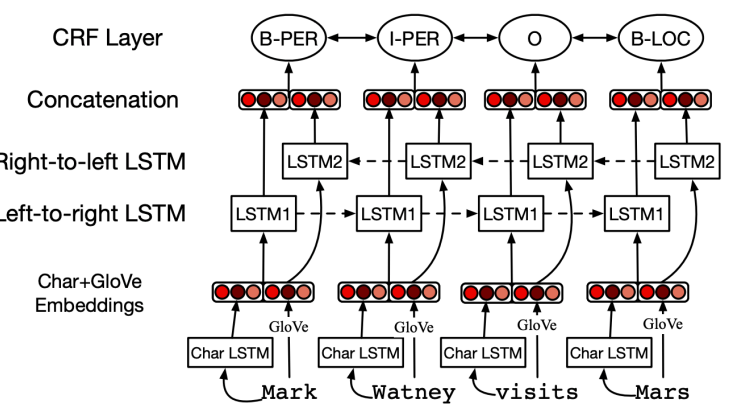 CRF Layer B-PER I-PER O B-LOC
Concatenation
Right-to-left LSTM LSTM2 LSTM2 LSTM2 LSTM2
Left-to-right LSTM LSTM1 LSTM1 LSTM1 LSTM1
Char+GloVe
Embeddings
GloVe GloVe GloVe GloVe
Char LSTM Char LSTM Char LSTM Char LSTM
Mark Watney visits Mars